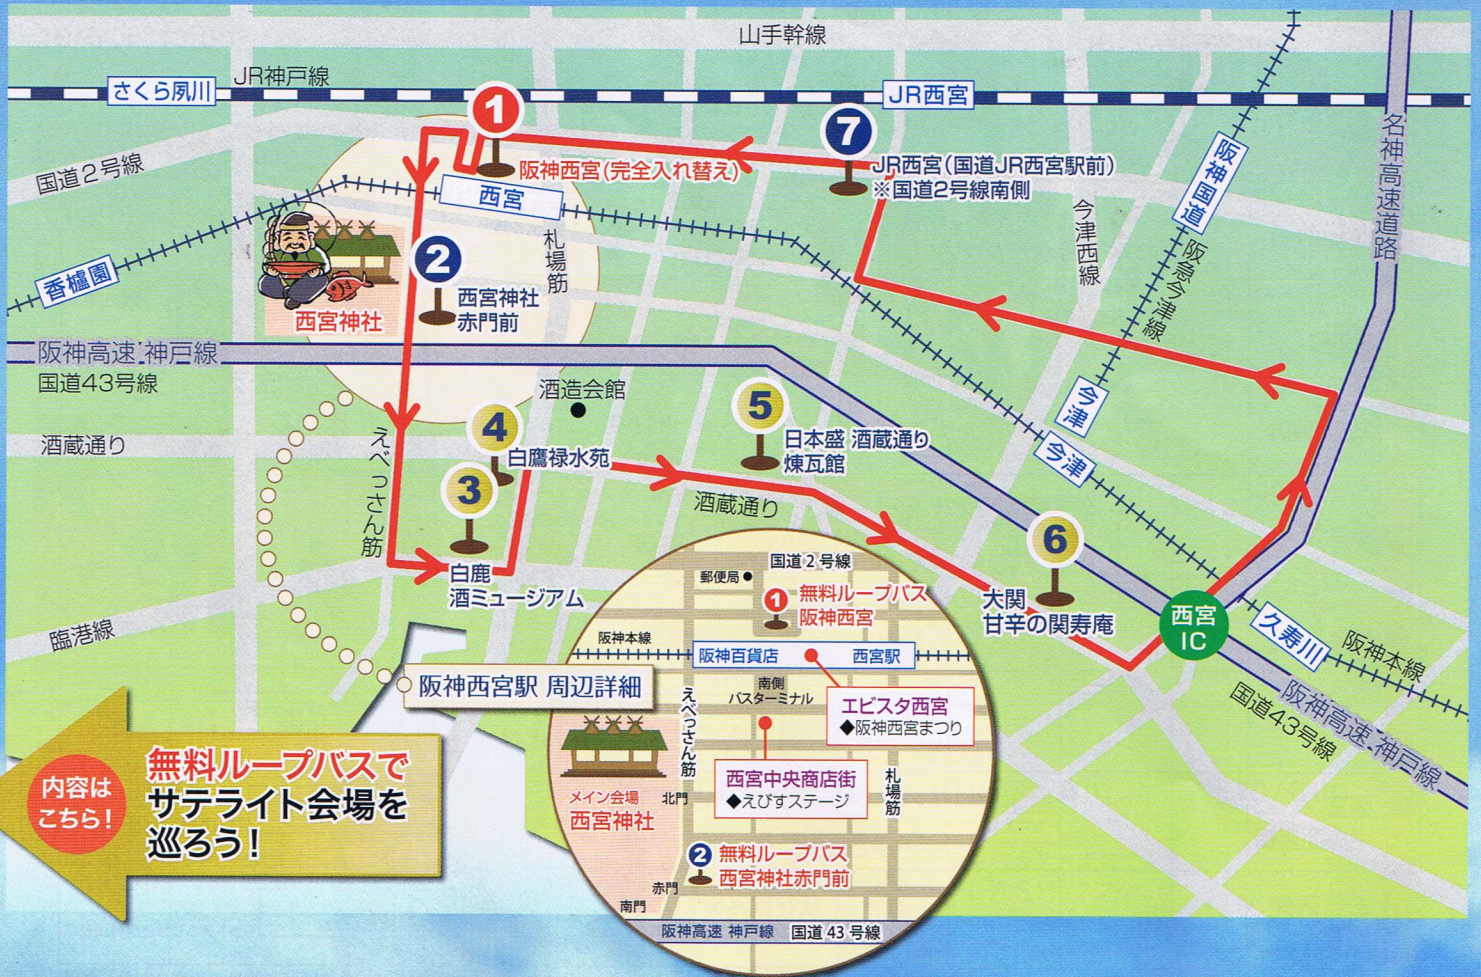 山手幹線
JR神戸線
さくら夙川
JR西宮
国道2号線
1
阪神西宮(完全入れ替え)
7
JR西宮(国道JR西宮駅前)
※国道2号線南側
阪神国道
名神高速道路
西宮
香櫨園
札場筋
今津西線
阪急今津線
2
西宮神社
赤門前
西宮神社
阪神高速 神戸線
国道43号線
酒造会館
今津
今津
酒蔵通り
えべっさん筋
4
白鷹禄水苑
5
日本盛 酒蔵通り
煉瓦館
3
白鹿
酒ミュージアム
酒蔵通り
6
大関
甘辛の関寿庵
西宮
IC
久寿川
阪神本線
阪神高速 神戸線
国道43号線
臨港線
阪神西宮駅 周辺詳細
国道2号線
郵便局
1
無料ループバス
阪神西宮
阪神本線
阪神百貨店
西宮駅
南側
バスターミナル
エビスタ西宮
◆阪神西宮まつり
えべっさん筋
西宮中央商店街
◆えびすステージ
札場筋
メイン会場
西宮神社
北門
2
無料ループバス
西宮神社赤門前
赤門
南門
阪神高速 神戸線
国道43号線
内容は
こちら!
無料ループバスで
サテライト会場を
巡ろう!